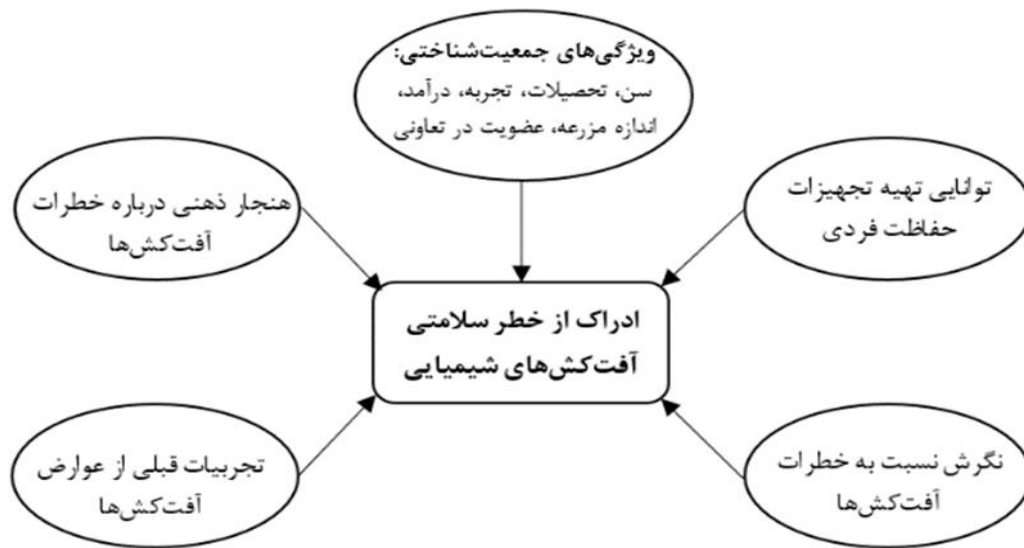 ویژگی‌های جمعیت‌شناختی:
سن، تحصیلات، تجربه، درآمد،
اندازه مزرعه، عضویت در تعاونی
توانایی تهیه تجهیزات
حفاظت فردی
هنجار ذهنی درباره خطرات
آفت‌کش‌ها
ادراک از خطر سلامتی
آفت‌کش‌های شیمیایی
نگرش نسبت به خطرات
آفت‌کش‌ها
تجربیات قبلی از عوارض
آفت‌کش‌ها